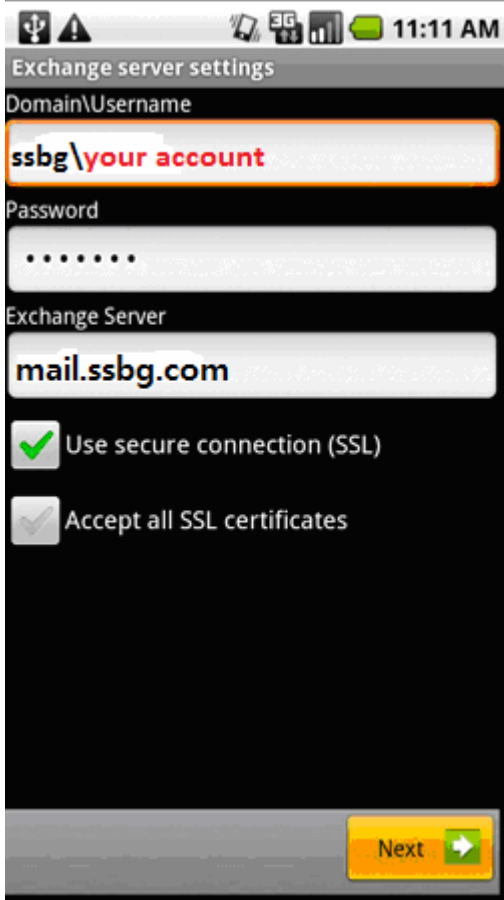 3G
11:11 AM
Exchange server settings
Domain\Username
ssbg\your account
Password
•••••••
Exchange Server
mail.ssbg.com
Use secure connection (SSL)
Accept all SSL certificates
Next